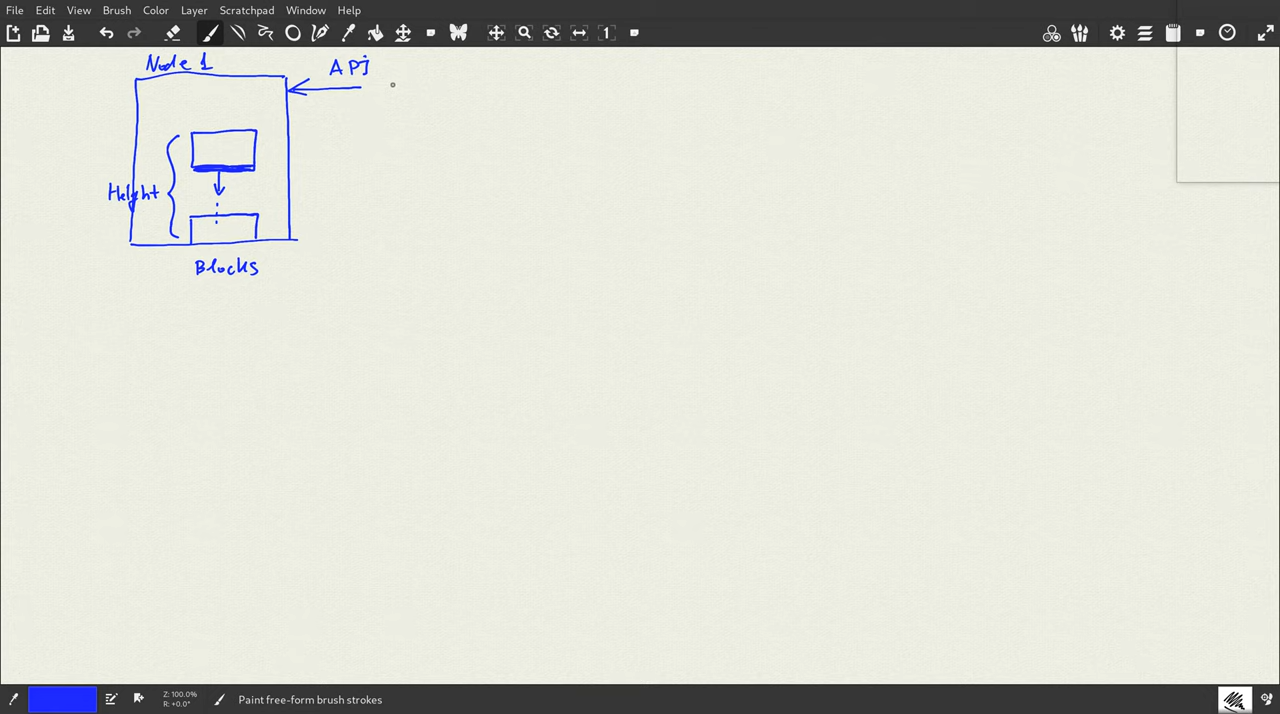 File Edit View Brush Color Layer Scratchpad Window Help
1
Node 1
API
Height
Blocks
Z: 100.0%
R: +0.0°
Paint free-form brush strokes